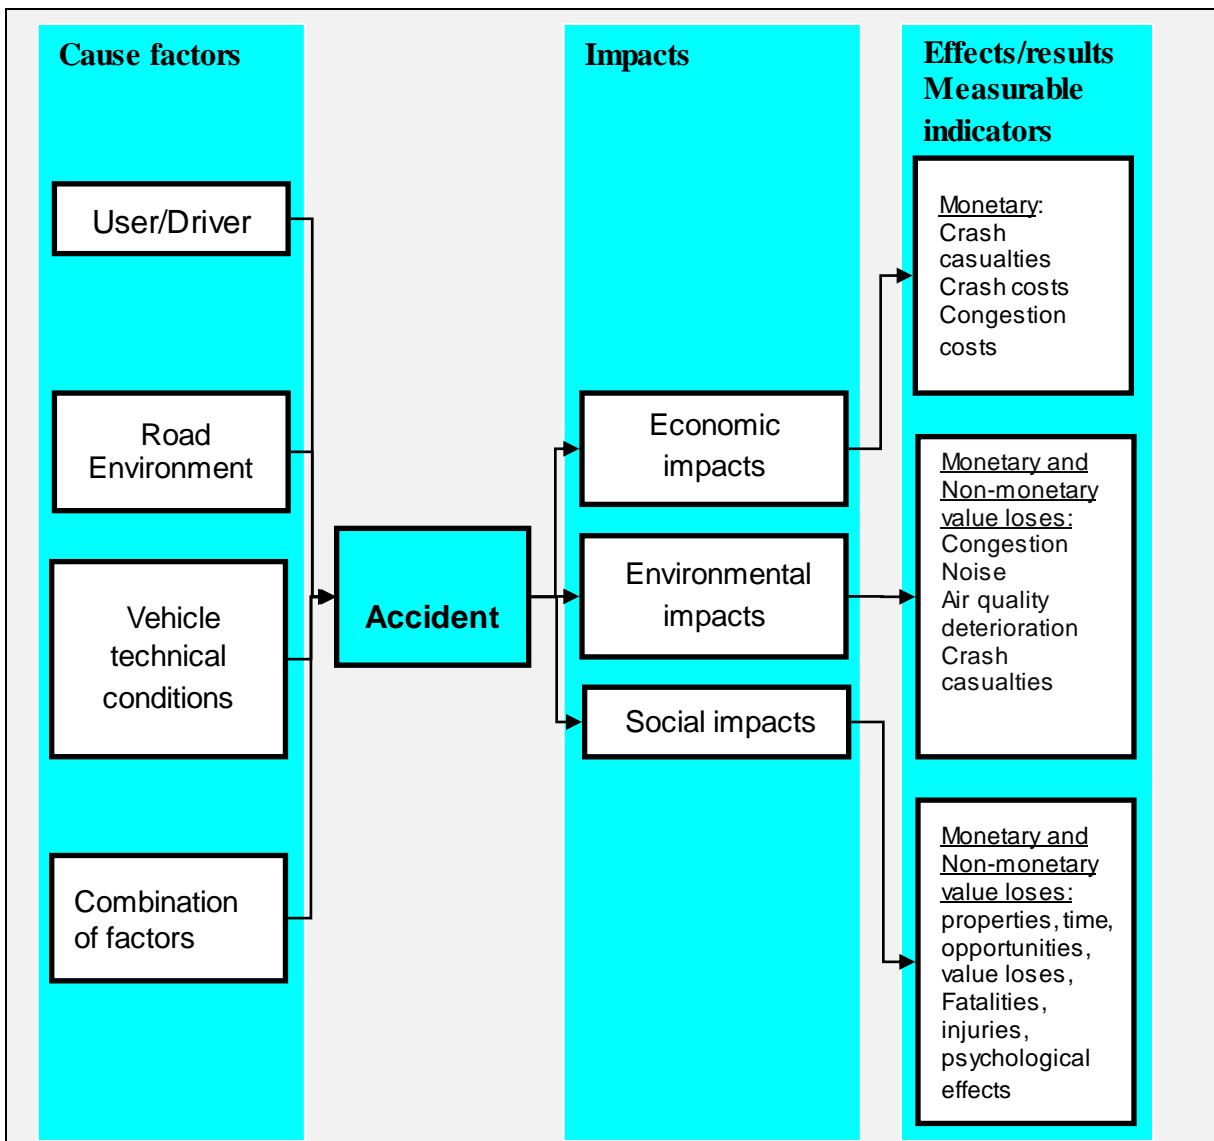 Cause factors
User/Driver
Road
Environment
Vehicle
technical
conditions
Combination
of factors
Accident
Impacts
Economic
impacts
Environmental
impacts
Social impacts
Effects/results
Measurable
indicators
Monetary:
Crash
casualties
Crash costs
Congestion
costs
Monetary and
Non-monetary
value loses:
Congestion
Noise
Air quality
deterioration
Crash
casualties
Monetary and
Non-monetary
value loses:
properties, time,
opportunities,
value loses,
Fatalities,
injuries,
psychological
effects